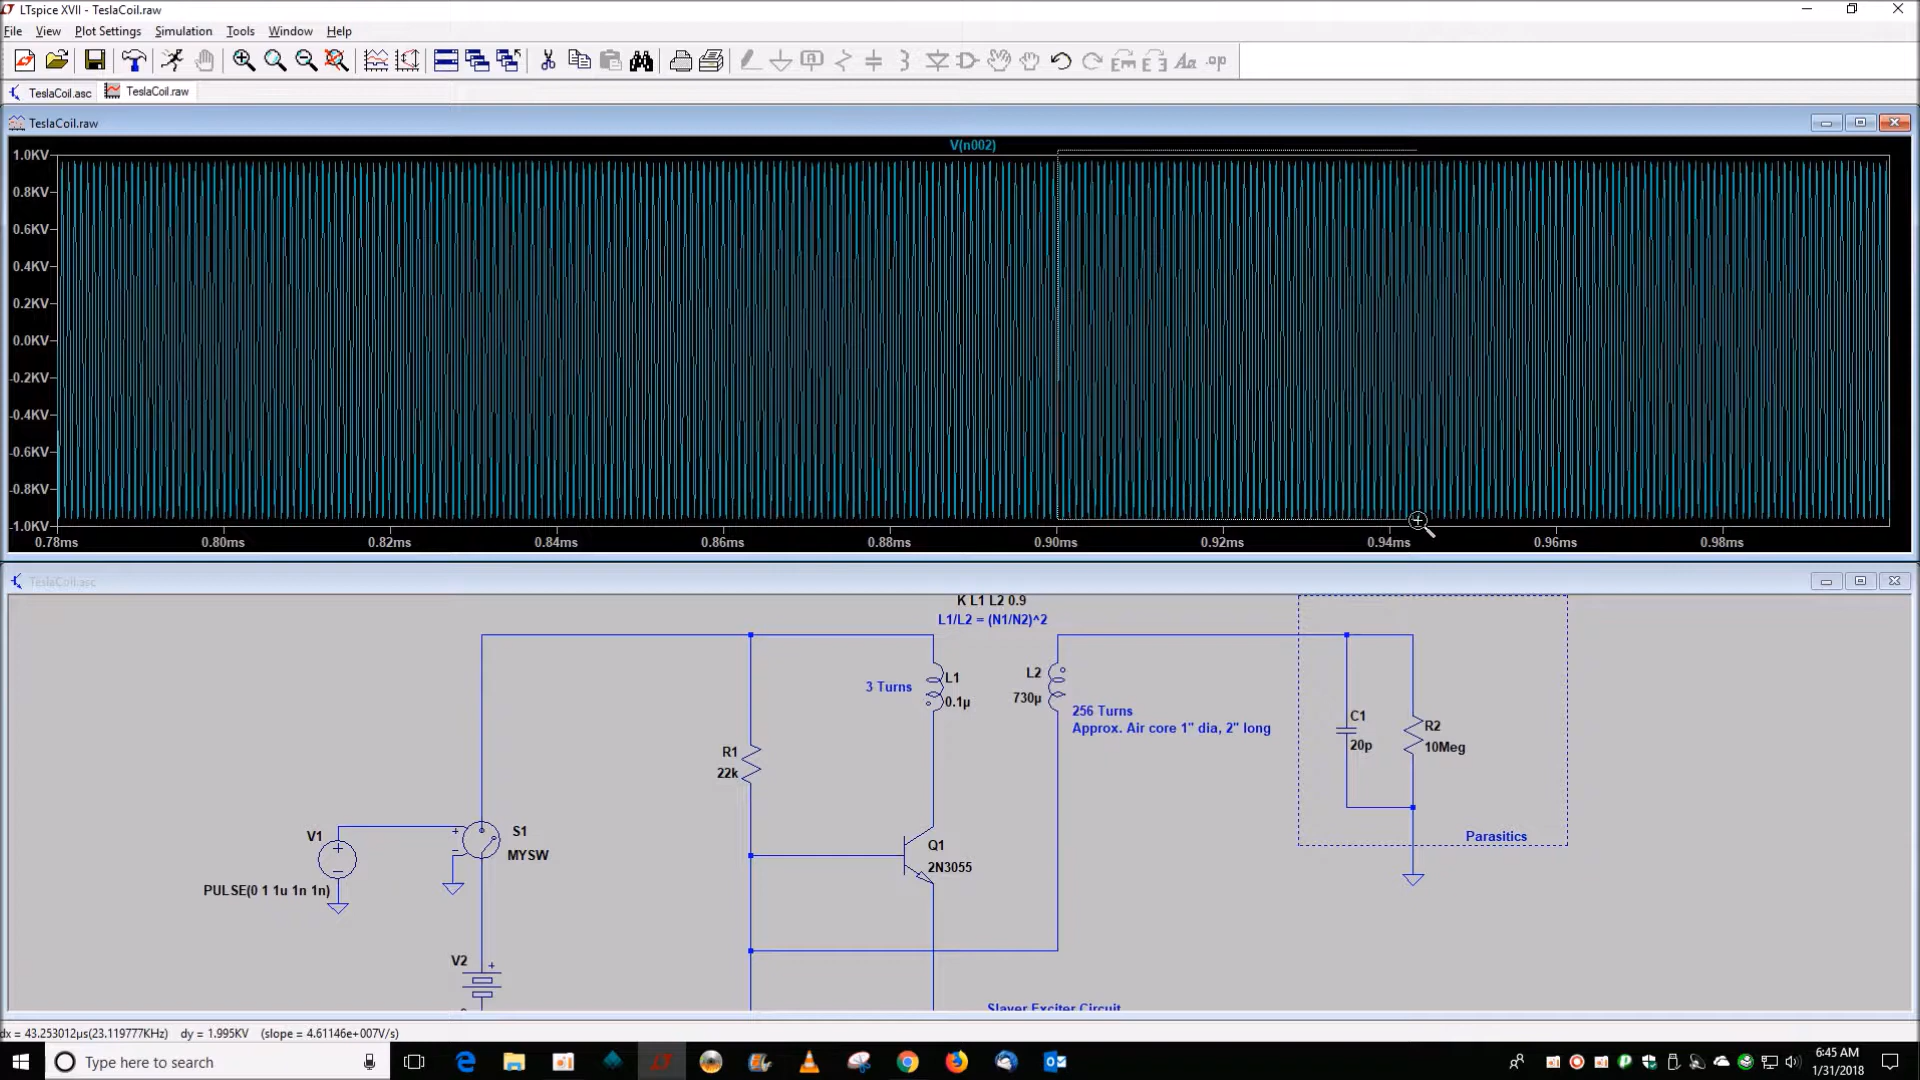 LTspice XVII - TeslaCoil.raw
File View Plot Settings Simulation Tools Window Help
.op
TeslaCoil.asc TeslaCoil.raw
TeslaCoil.raw
V(n002)
1.0KV
0.8KV
0.6KV
0.4KV
0.2KV
0.0KV
-0.2KV
-0.4KV
-0.6KV
-0.8KV
-1.0KV
0.78ms 0.80ms 0.82ms 0.84ms 0.86ms 0.88ms 0.90ms 0.92ms 0.94ms 0.96ms 0.98ms
TeslaCoil.asc
K L1 L2 0.9
L1/L2 = (N1/N2)^2
3 Turns
L1
0.1µ
L2
730µ
256 Turns
Approx. Air core 1" dia, 2" long
C1
20p
R2
10Meg
R1
22k
Parasitics
V1
S1
MYSW
Q1
2N3055
PULSE(0 1 1u 1n 1n)
V2
Slayer Exciter Circuit
dx = 43.253012µs(23.119777KHz) dy = 1.995KV (slope = 4.61146e+007V/s)
Type here to search
6:45 AM
1/31/2018